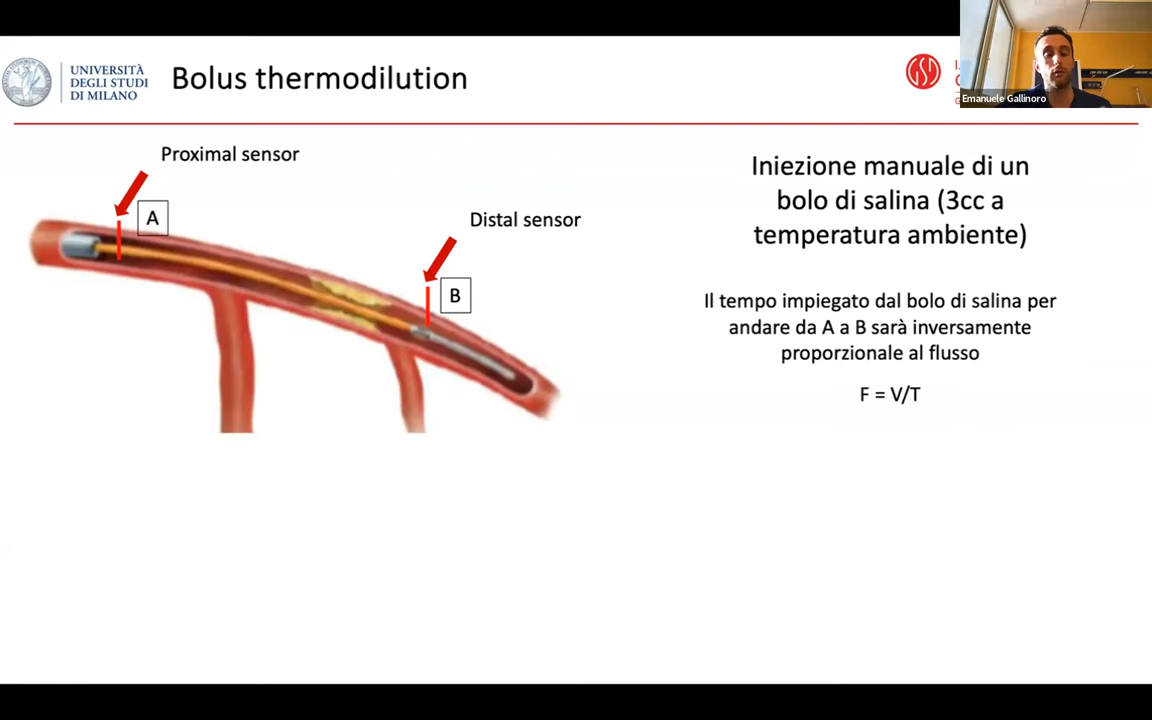 UNIVERSITÀ
DEGLI STUDI
DI MILANO
Bolus thermodilution
Emanuele Gallinoro
Proximal sensor
A
Distal sensor
B
Iniezione manuale di un
bolo di salina (3cc a
temperatura ambiente)
Il tempo impiegato dal bolo di salina per
andare da A a B sarà inversamente
proporzionale al flusso
F = V/T